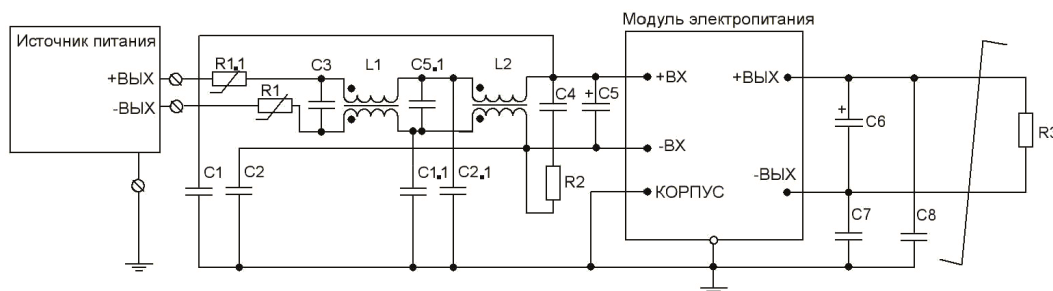 Модуль электропитания
Источник питания
+ВЫХ
-ВЫХ
R1.1
R1
C3
L1
C5.1
L2
C4
+
C5
+ВХ
-ВХ
КОРПУС
+ВЫХ
-ВЫХ
+
C6
R3
C1
C2
C1.1
C2.1
R2
C7
C8